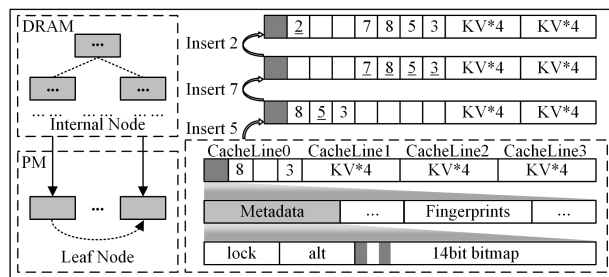 DRAM
...
... ...
... ... ... ...
Internal Node
PM
...
Leaf Node
Insert 2
2 7 8 5 3 KV*4 KV*4
Insert 7
7 8 5 3 KV*4 KV*4
Insert 5
8 5 3 KV*4 KV*4
CacheLine0 CacheLine1 CacheLine2 CacheLine3
8 3 KV*4 KV*4 KV*4
Metadata ... Fingerprints ...
lock alt 14bit bitmap